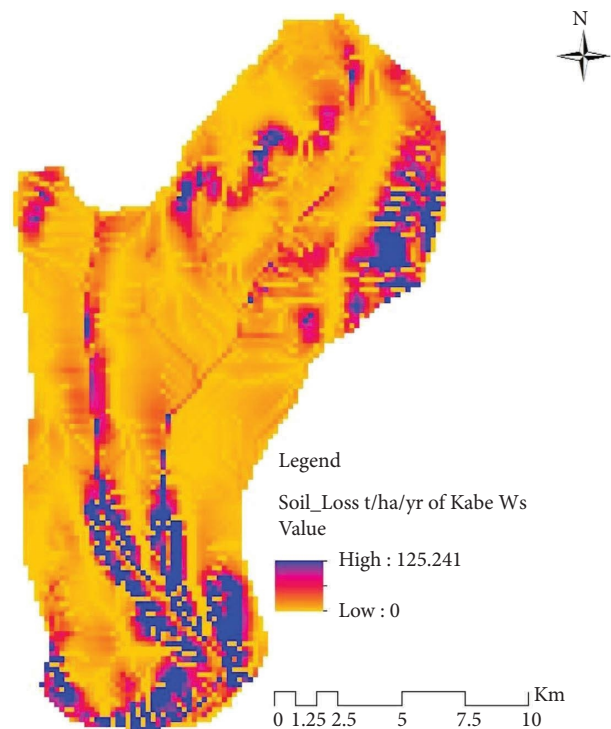 N
Legend
Soil_Loss t/ha/yr of Kabe Ws
Value
High : 125.241
Low : 0
Km
0 1.25 2.5 5 7.5 10